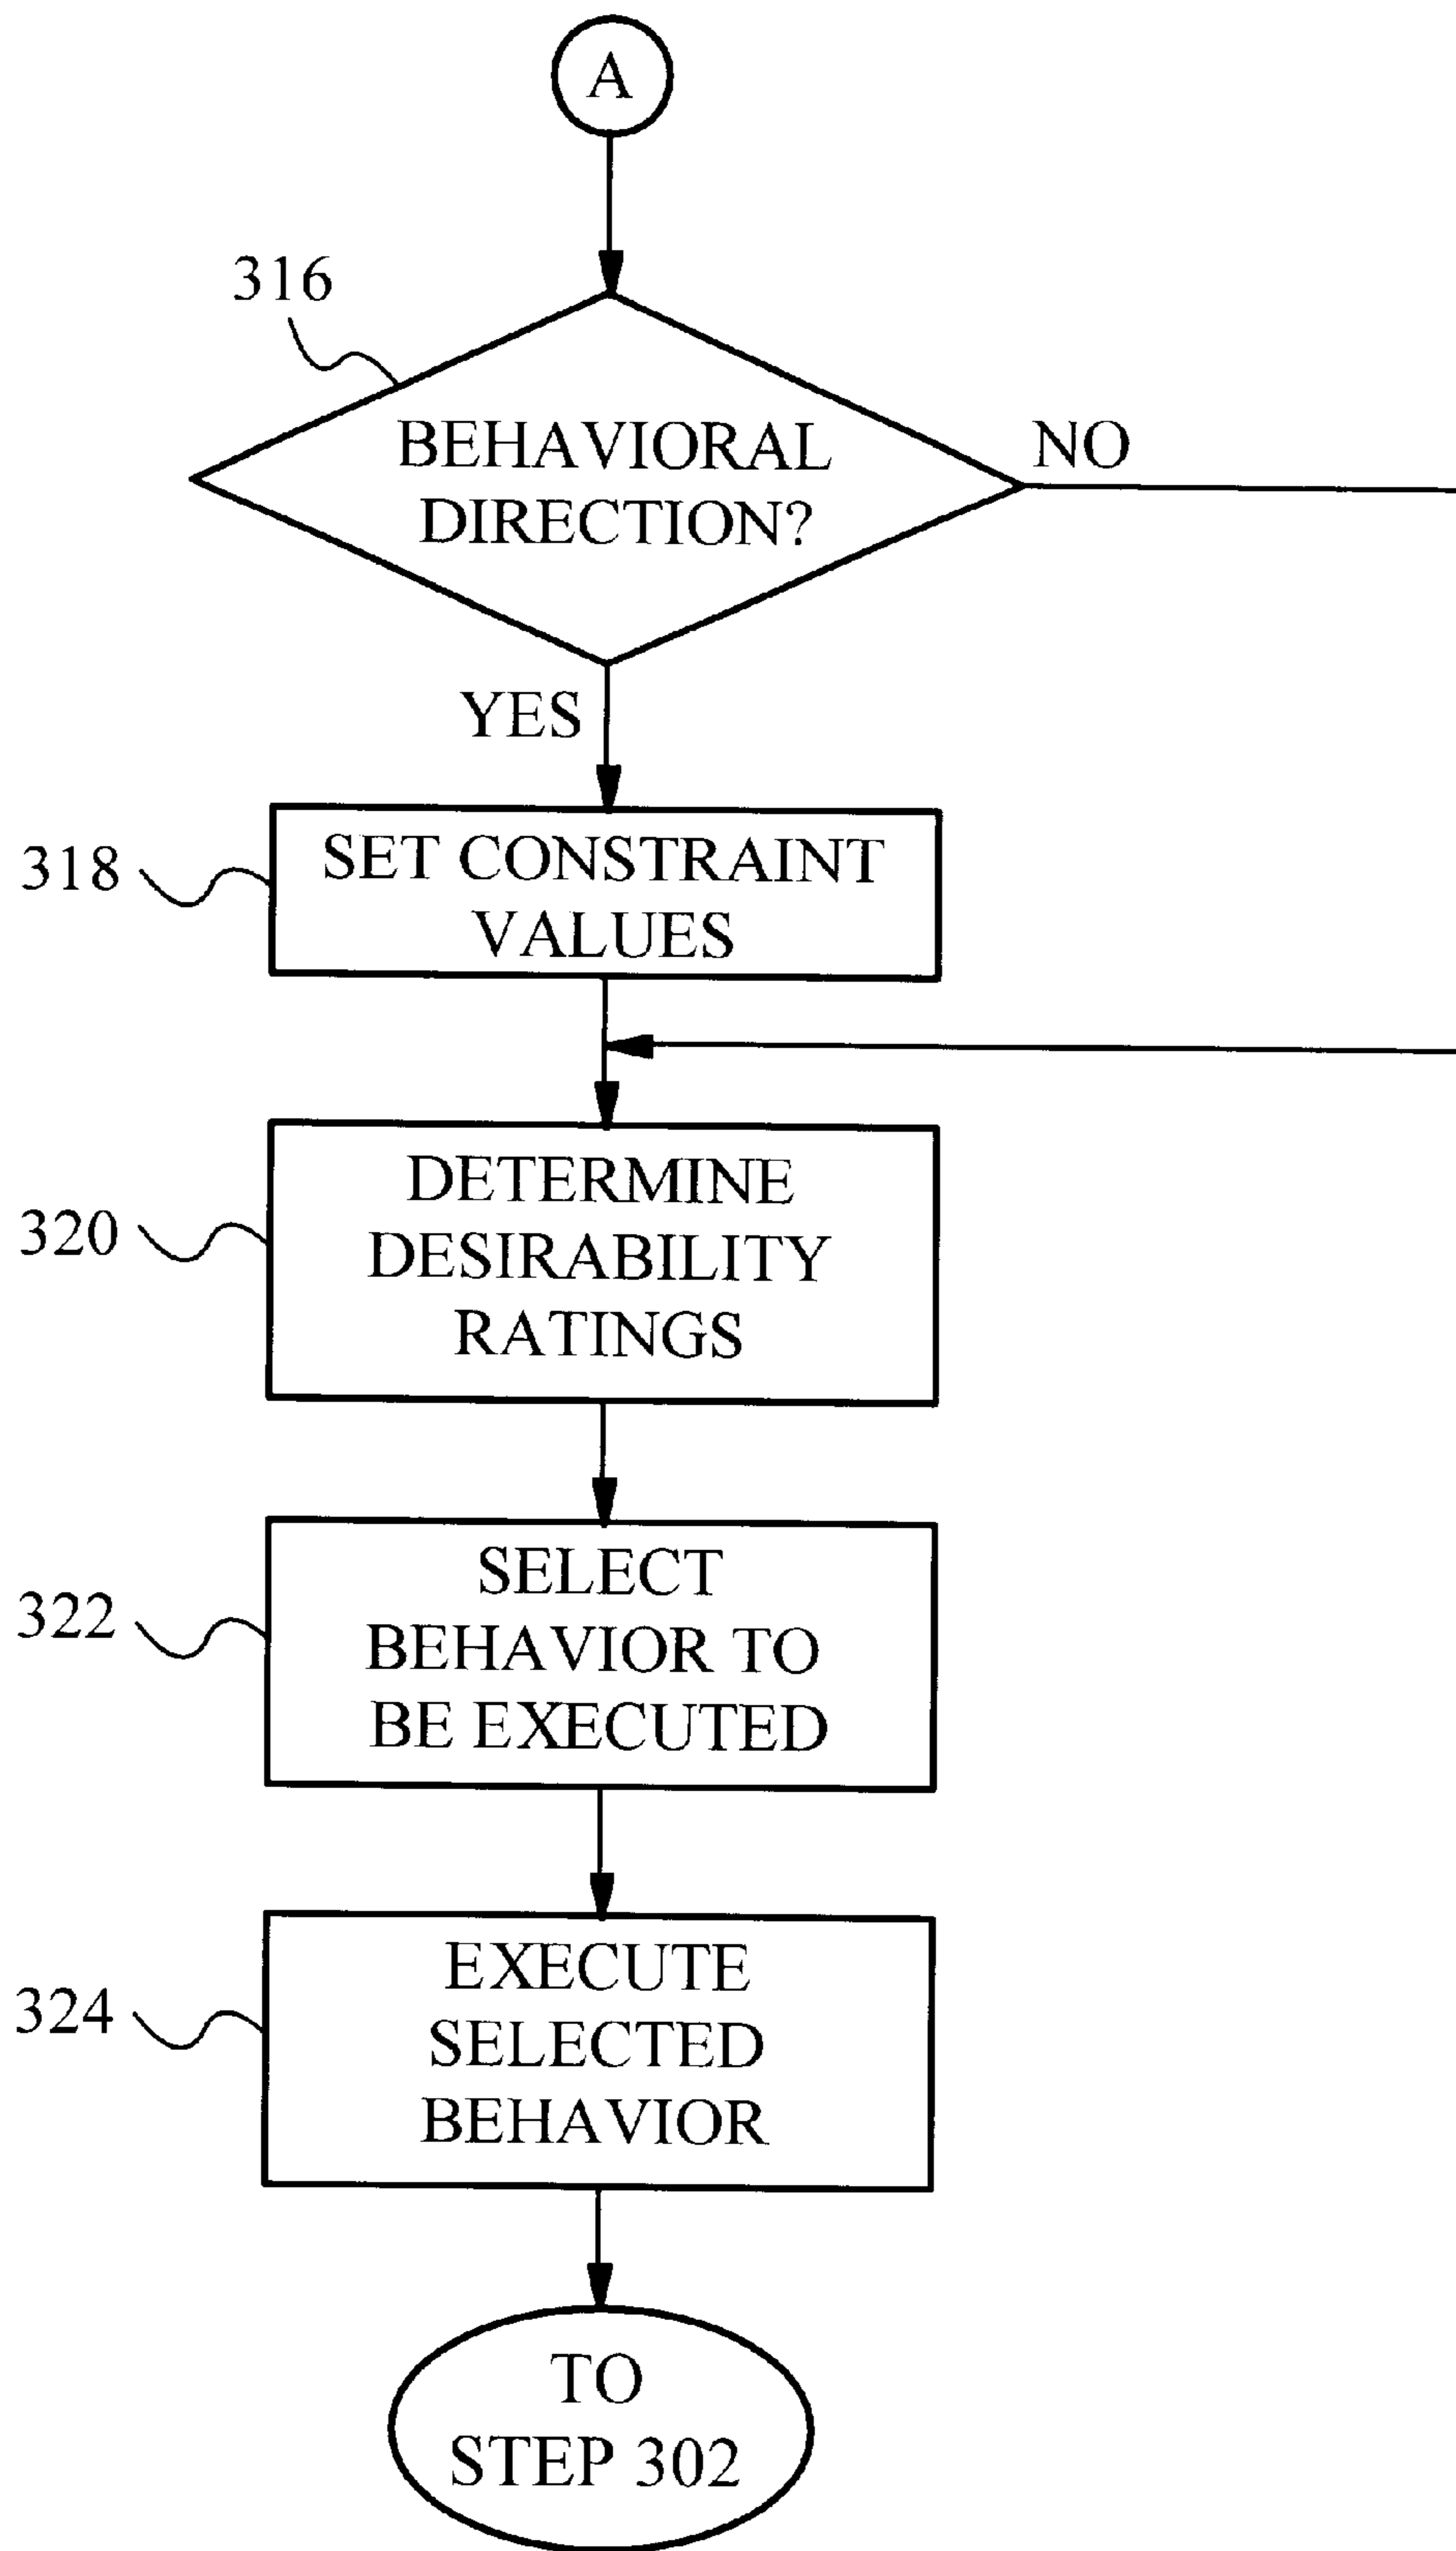 A
316
BEHAVIORAL
DIRECTION?
NO
YES
318
SET CONSTRAINT
VALUES
320
DETERMINE
DESIRABILITY
RATINGS
322
SELECT
BEHAVIOR TO
BE EXECUTED
324
EXECUTE
SELECTED
BEHAVIOR
TO
STEP 302